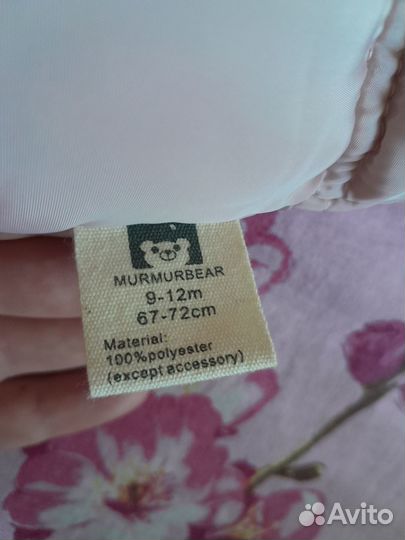 MURMURBEAR
9-12m
67-72cm
Material:
100%polyester
(except accessory)
Avito